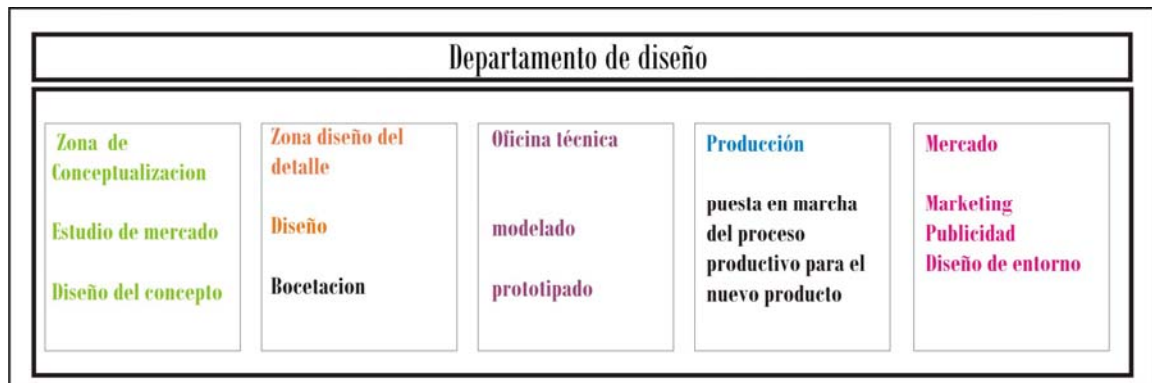 Departamento de diseño
Zona de
Conceptualizacion
Estudio de mercado
Diseño del concepto
Zona diseño del
detalle
Diseño
Bocetacion
Oficina técnica
modelado
prototipado
Producción
puesta en marcha
del proceso
productivo para el
nuevo producto
Mercado
Marketing
Publicidad
Diseño de entorno